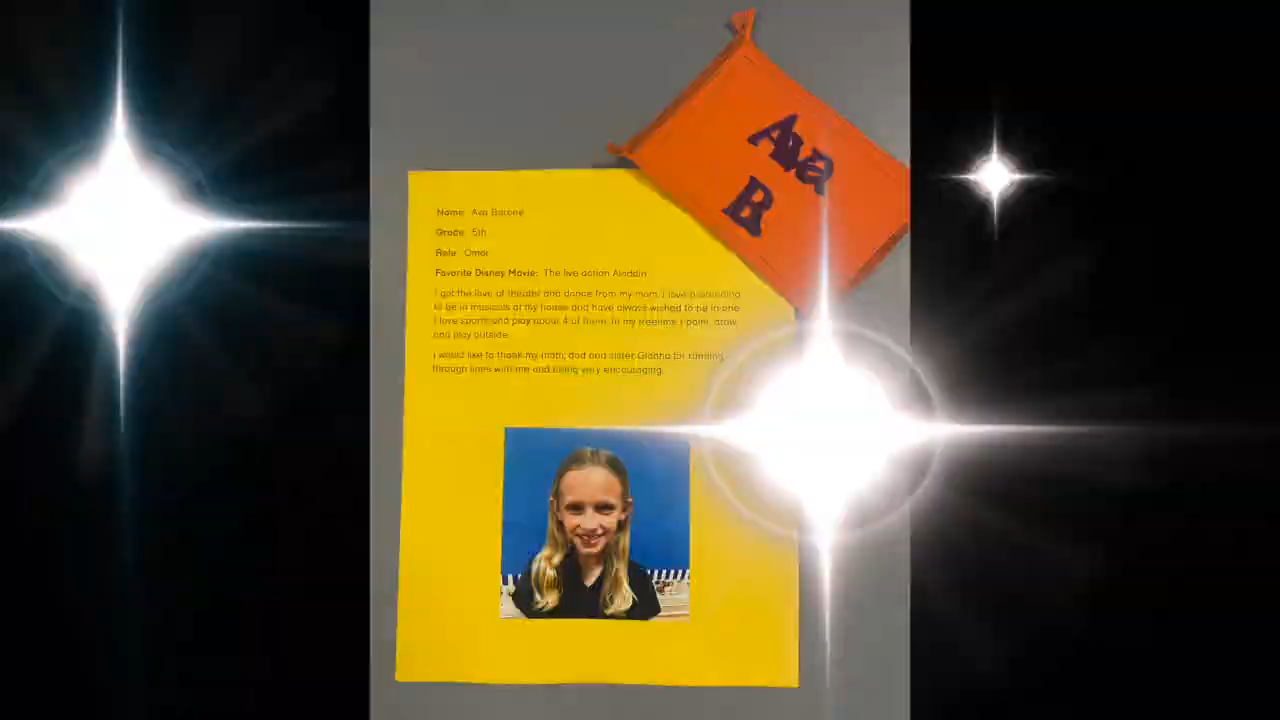 Ava
B
Name: Ava Barone
Grade: 5th
Role: Omar
Favorite Disney Movie: The live action Aladdin
I got the love of theater and dance from my mom. I love pretending
to be in musicals at my house and have always wished to be in one.
I love sports and play about 4 of them. In my freetime I paint, draw,
and play outside.
I would like to thank my mom, dad and sister Gianna for running
through lines with me and being very encouraging.